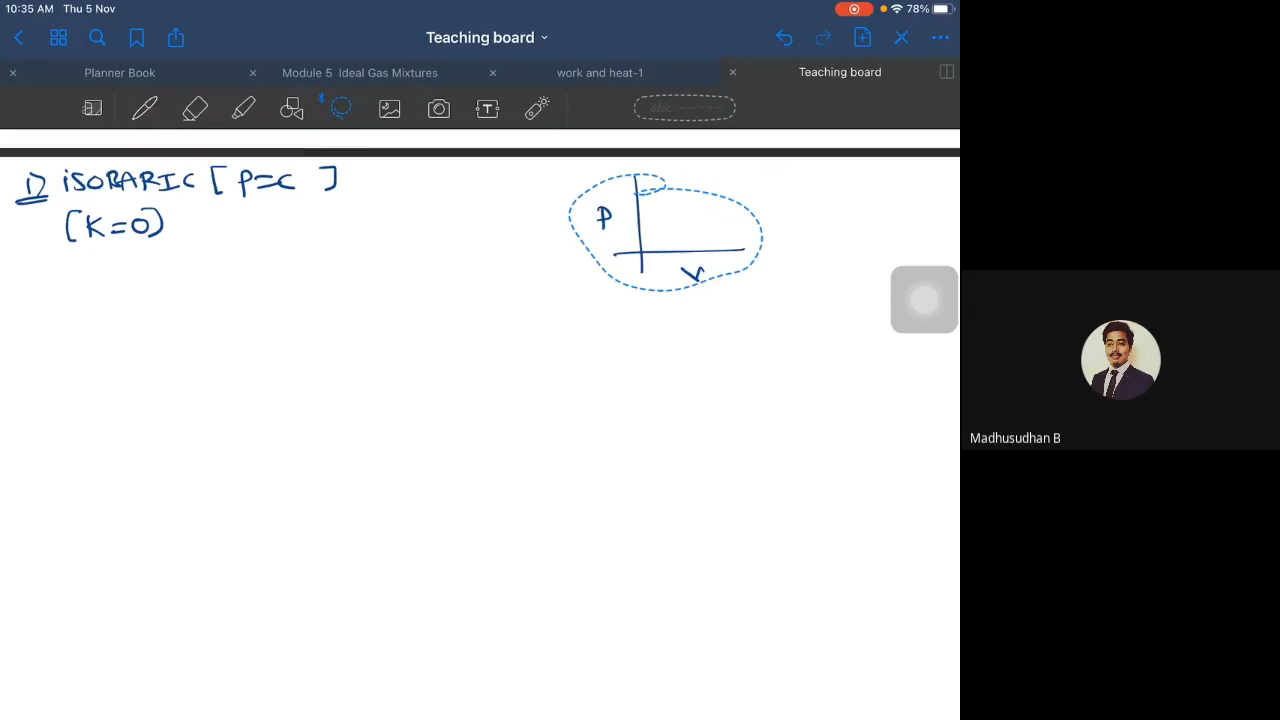 10:35 AM Thu 5 Nov
78%
Teaching board
Planner Book
Module 5 Ideal Gas Mixtures
work and heat-1
Teaching board
T
abc
1) iSOBARIC [ P=C ]
(K=0)
P
V
Madhusudhan B